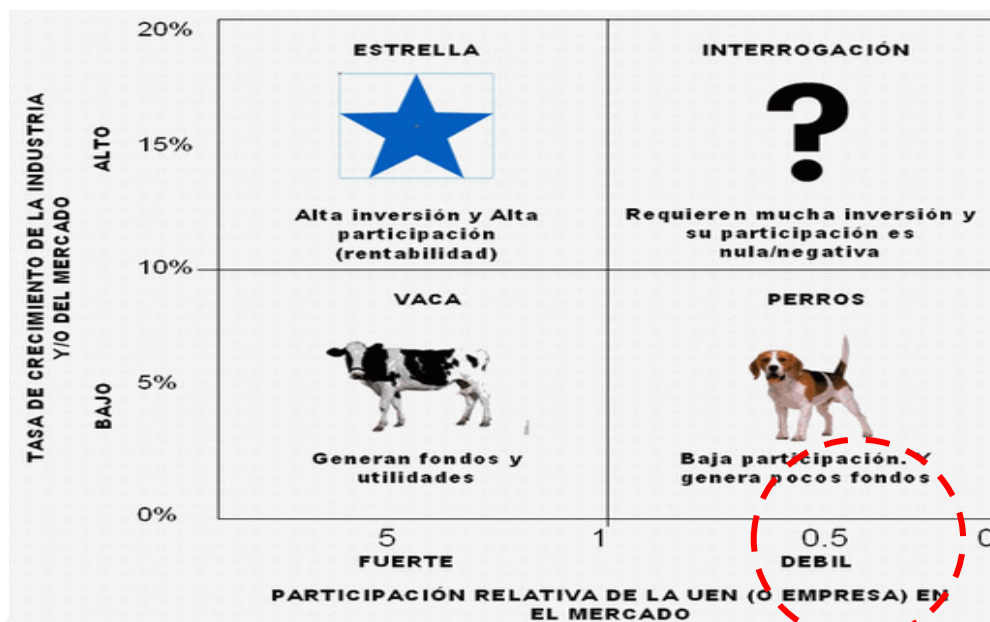 TASA DE CRECIMIENTO DE LA INDUSTRIA
Y/O DEL MERCADO
ALTO
BAJO
20%
15%
10%
5%
0%
ESTRELLA
?
Alta inversión y Alta
participación
(rentabilidad)
INTERROGACIÓN
Requieren mucha inversión y
su participación es
nula/negativa
VACA
Generan fondos y
utilidades
PERROS
Baja participación. Y
genera pocos fondos
5
1
0.5
0
FUERTE
DEBIL
PARTICIPACIÓN RELATIVA DE LA UEN (O EMPRESA) EN
EL MERCADO